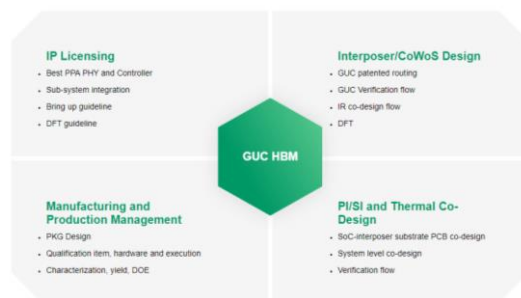 IP Licensing
• Best PPA PHY and Controller
• Sub-system integration
• Bring up guideline
• DFT guideline
Interposer/CoWoS Design
• GUC patented routing
• GUC Verification flow
• IR co-design flow
• DFT
GUC HBM
Manufacturing and
Production Management
• PKG Design
• Qualification item, hardware and execution
• Characterization, yield, DOE
PI/SI and Thermal Co-
Design
• SoC-interposer substrate PCB co-design
• System level co-design
• Verification flow